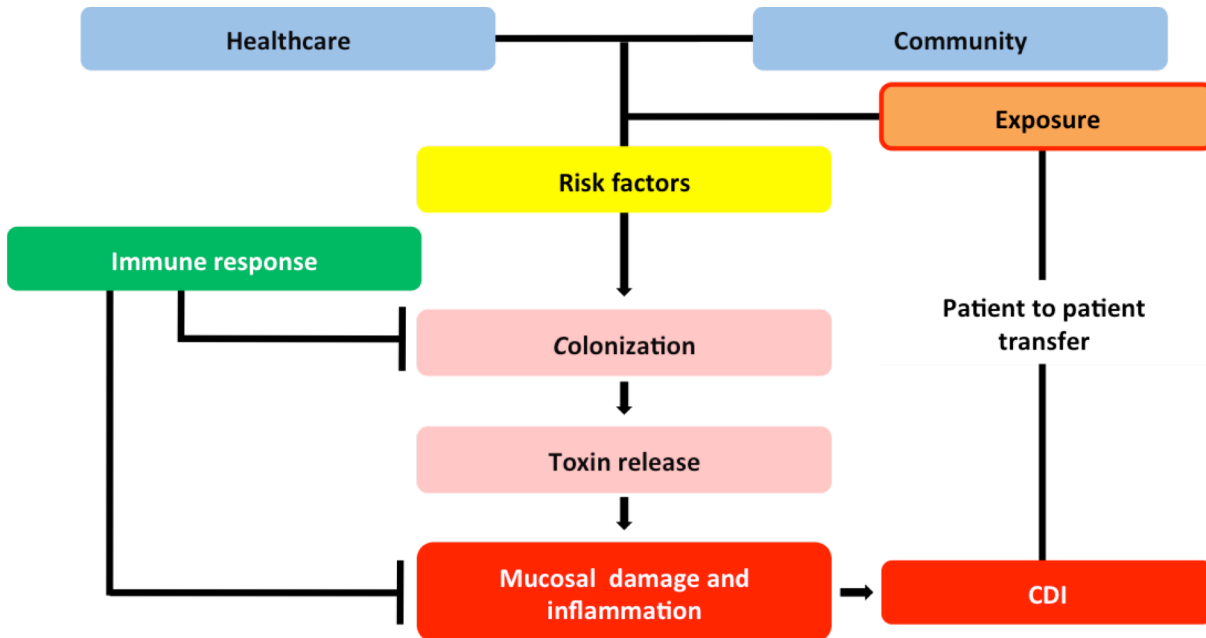 Healthcare
Community
Exposure
Risk factors
Immune response
Colonization
Patient to patient
transfer
Toxin release
Mucosal damage and
inflammation
CDI